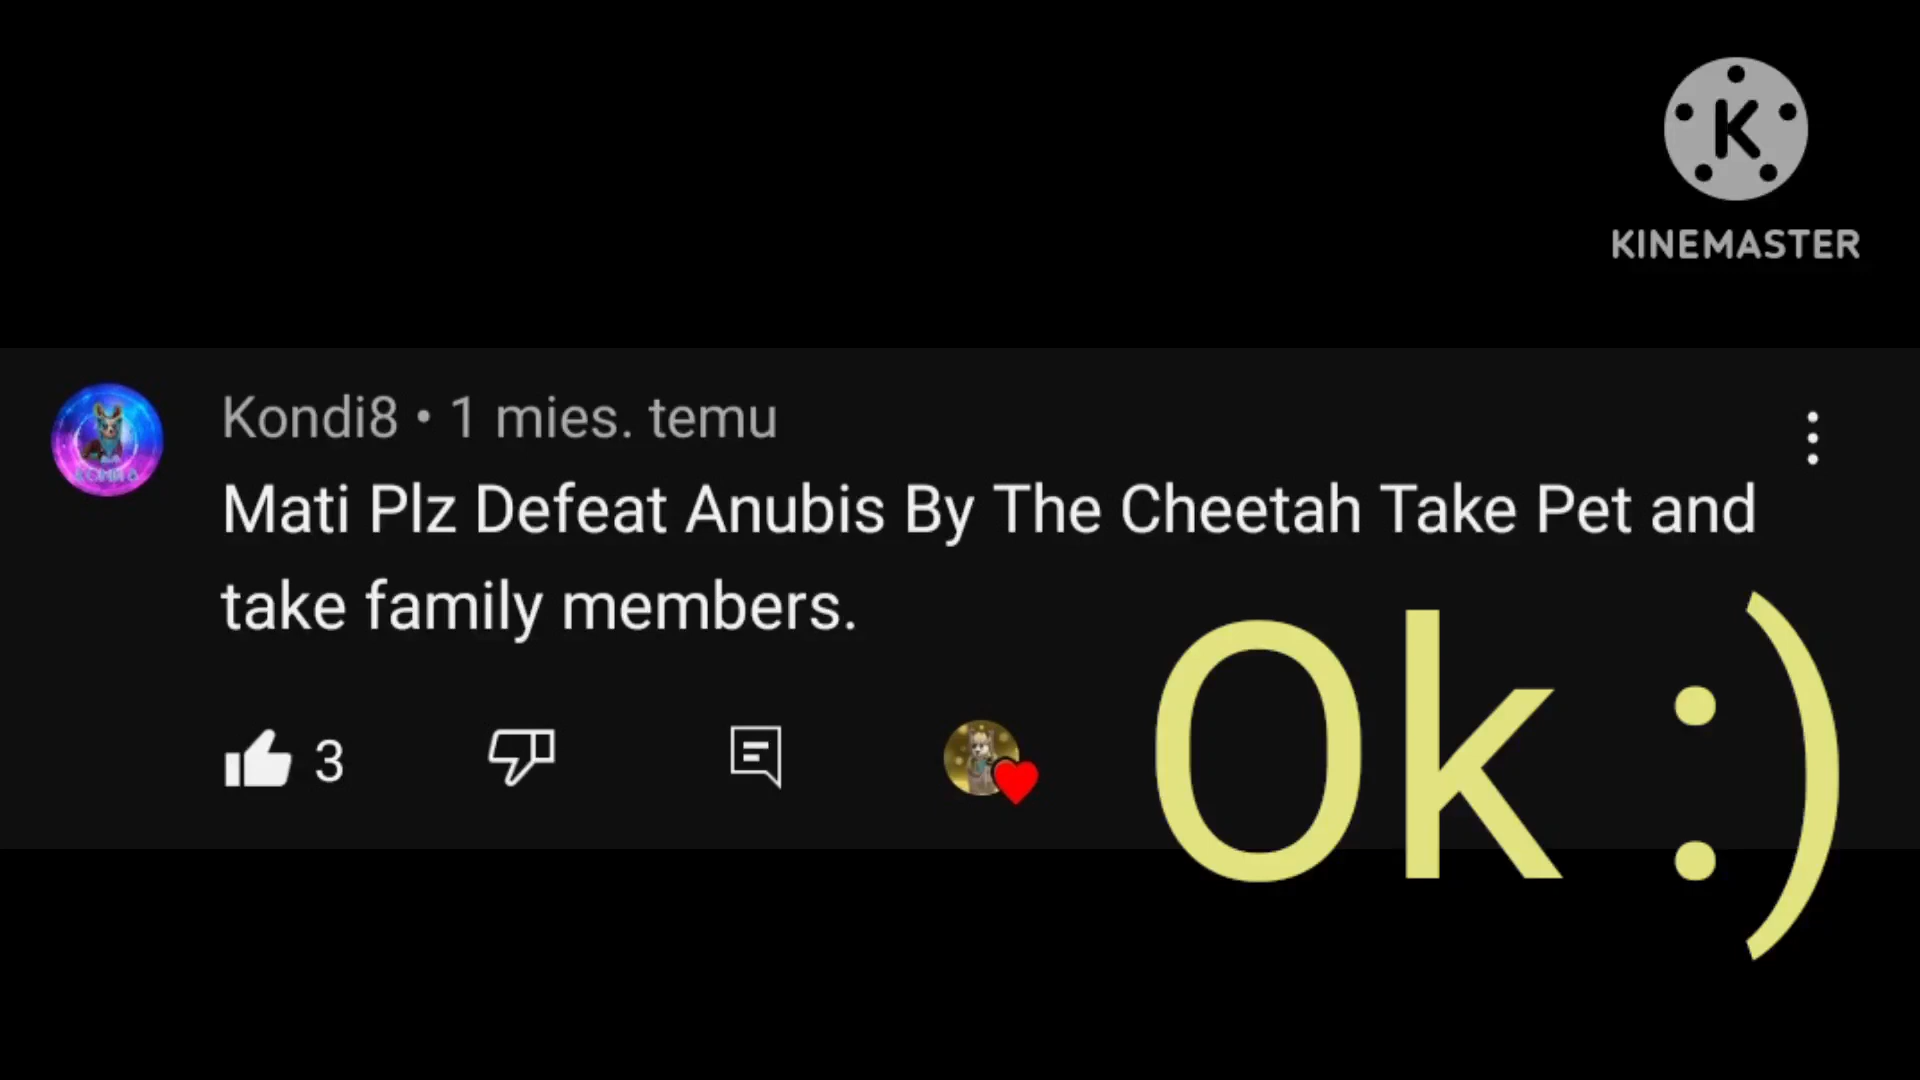 KINEMASTER
Kondi8 • 1 mies. temu
Mati Plz Defeat Anubis By The Cheetah Take Pet and
take family members.
3
Ok :)